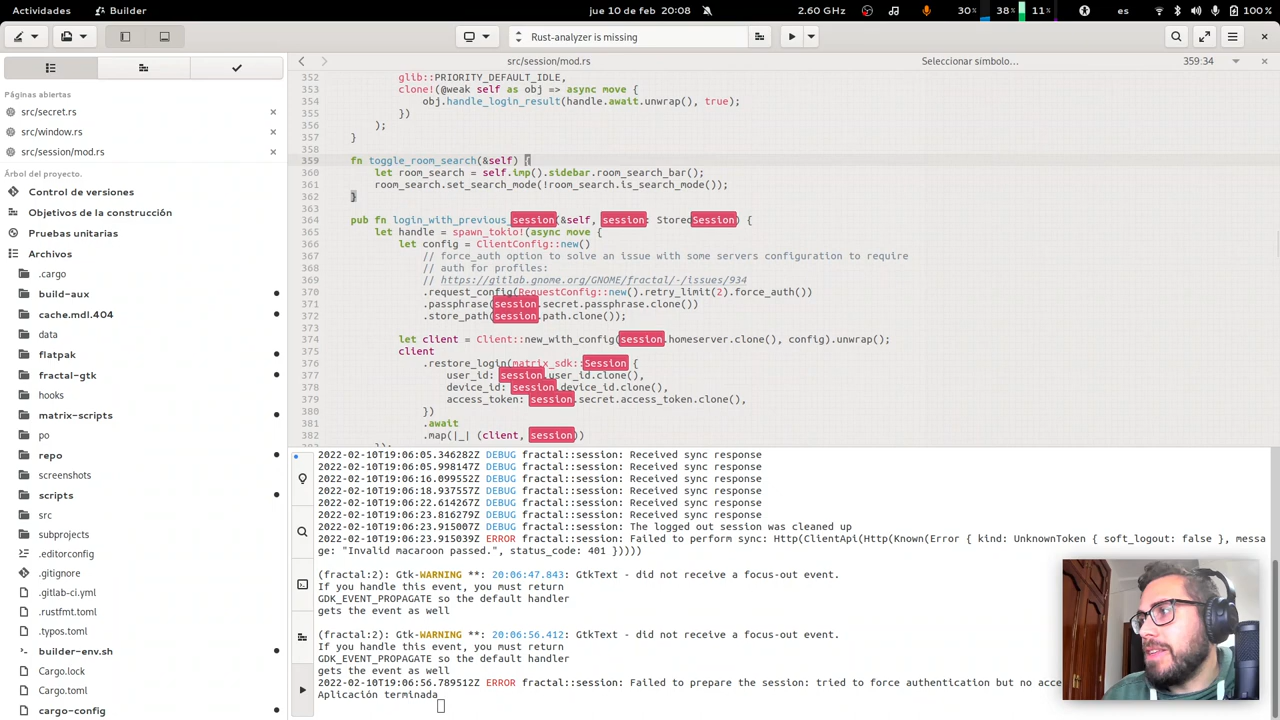 Actividades
Builder
jue 10 de feb 20:08
2.60 GHz
30 %
38 %
11 %
es
100 %
Rust-analyzer is missing
src/session/mod.rs
Seleccionar símbolo...
359:34
Páginas abiertas
src/secret.rs
src/window.rs
src/session/mod.rs
Árbol del proyecto.
Control de versiones
Objetivos de la construcción
Pruebas unitarias
Archivos
.cargo
build-aux
cache.mdl.404
data
flatpak
fractal-gtk
hooks
matrix-scripts
po
repo
screenshots
scripts
src
subprojects
.editorconfig
.gitignore
.gitlab-ci.yml
.rustfmt.toml
.typos.toml
builder-env.sh
Cargo.lock
Cargo.toml
cargo-config
352 glib::PRIORITY_DEFAULT_IDLE,
353 clone!(@weak self as obj => async move {
354 obj.handle_login_result(handle.await.unwrap(), true);
355 })
356 );
357 }
358
359 fn toggle_room_search(&self) {
360 let room_search = self.imp().sidebar.room_search_bar();
361 room_search.set_search_mode(!room_search.is_search_mode());
362 }
363
364 pub fn login_with_previous_session(&self, session: StoredSession) {
365 let handle = spawn_tokio!(async move {
366 let config = ClientConfig::new()
367 // force_auth option to solve an issue with some servers configuration to require
368 // auth for profiles:
369 // https://gitlab.gnome.org/GNOME/fractal/-/issues/934
370 .request_config(RequestConfig::new().retry_limit(2).force_auth())
371 .passphrase(session.secret.passphrase.clone())
372 .store_path(session.path.clone());
373
374 let client = Client::new_with_config(session.homeserver.clone(), config).unwrap();
375 client
376 .restore_login(matrix_sdk::Session {
377 user_id: session.user_id.clone(),
378 device_id: session.device_id.clone(),
379 access_token: session.secret.access_token.clone(),
380 })
381 .await
382 .map(|_| (client, session))
2022-02-10T19:06:05.346282Z DEBUG fractal::session: Received sync response
2022-02-10T19:06:05.998147Z DEBUG fractal::session: Received sync response
2022-02-10T19:06:16.099552Z DEBUG fractal::session: Received sync response
2022-02-10T19:06:18.937557Z DEBUG fractal::session: Received sync response
2022-02-10T19:06:22.614267Z DEBUG fractal::session: Received sync response
2022-02-10T19:06:23.816279Z DEBUG fractal::session: Received sync response
2022-02-10T19:06:23.915007Z DEBUG fractal::session: The logged out session was cleaned up
2022-02-10T19:06:23.915039Z ERROR fractal::session: Failed to perform sync: Http(ClientApi(Http(Known(Error { kind: UnknownToken { soft_logout: false }, messa
ge: "Invalid macaroon passed.", status_code: 401 }))))
(fractal:2): Gtk-WARNING **: 20:06:47.843: GtkText - did not receive a focus-out event.
If you handle this event, you must return
GDK_EVENT_PROPAGATE so the default handler
gets the event as well
(fractal:2): Gtk-WARNING **: 20:06:56.412: GtkText - did not receive a focus-out event.
If you handle this event, you must return
GDK_EVENT_PROPAGATE so the default handler
gets the event as well
2022-02-10T19:06:56.789512Z ERROR fractal::session: Failed to prepare the session: tried to force authentication but no acce
Aplicación terminada